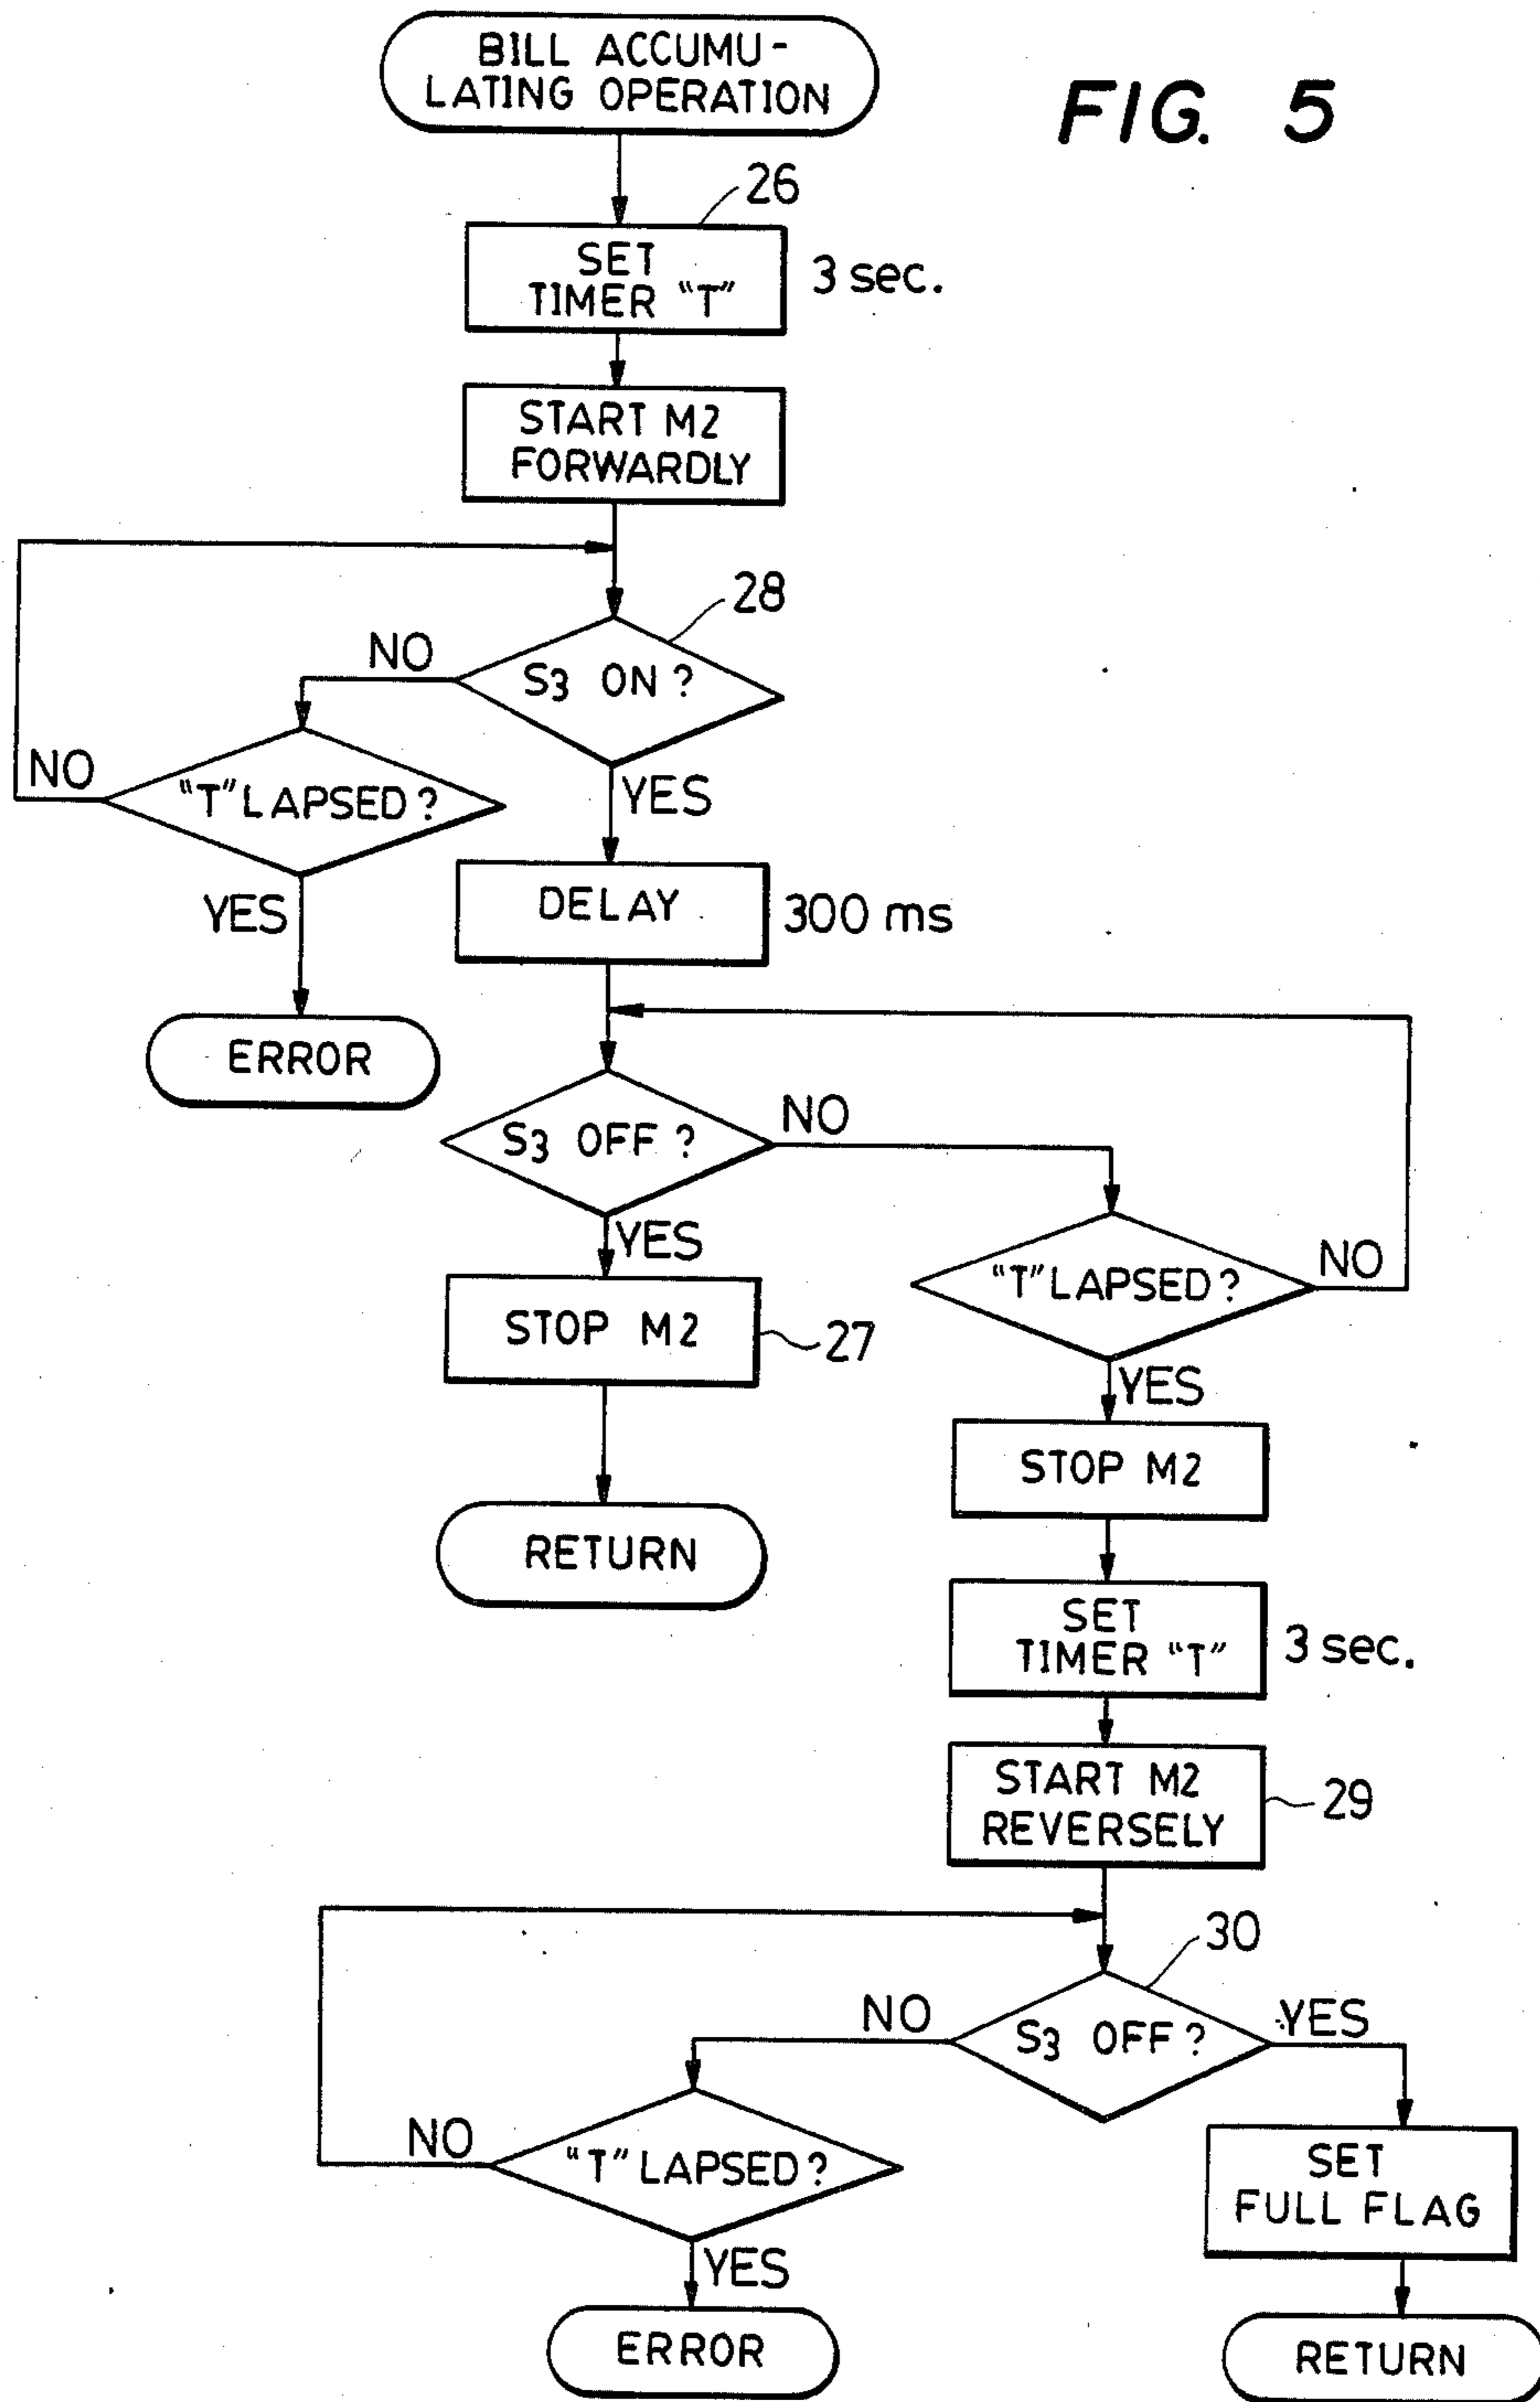 BILL ACCUMU-
LATING OPERATION
FIG. 5
26
SET
TIMER "T"
3 sec.
START M2
FORWARDLY
28
NO
S3 ON ?
NO
"T" LAPSED ?
YES
YES
DELAY
300 ms
ERROR
S3 OFF ?
NO
YES
"T" LAPSED ?
NO
STOP M2
27
YES
STOP M2
RETURN
SET
TIMER "T"
3 sec.
START M2
REVERSELY
29
30
NO
S3 OFF ?
YES
NO
"T" LAPSED ?
SET
FULL FLAG
YES
ERROR
RETURN